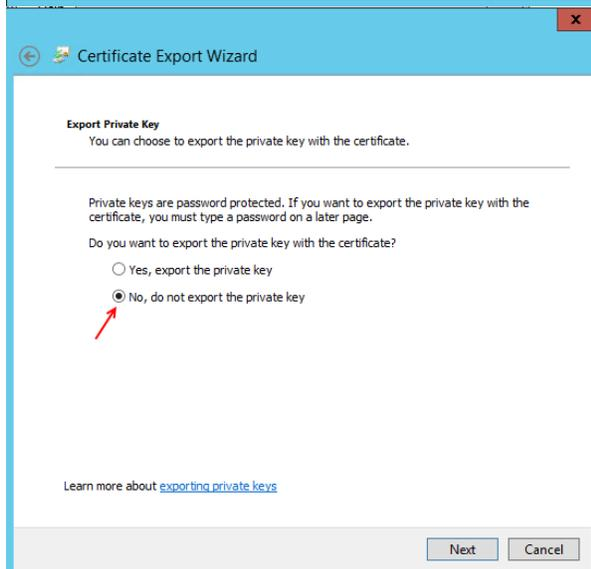 Certificate Export Wizard
Export Private Key
You can choose to export the private key with the certificate.
Private keys are password protected. If you want to export the private key with the
certificate, you must type a password on a later page.
Do you want to export the private key with the certificate?
Yes, export the private key
No, do not export the private key
Learn more about exporting private keys
Next Cancel